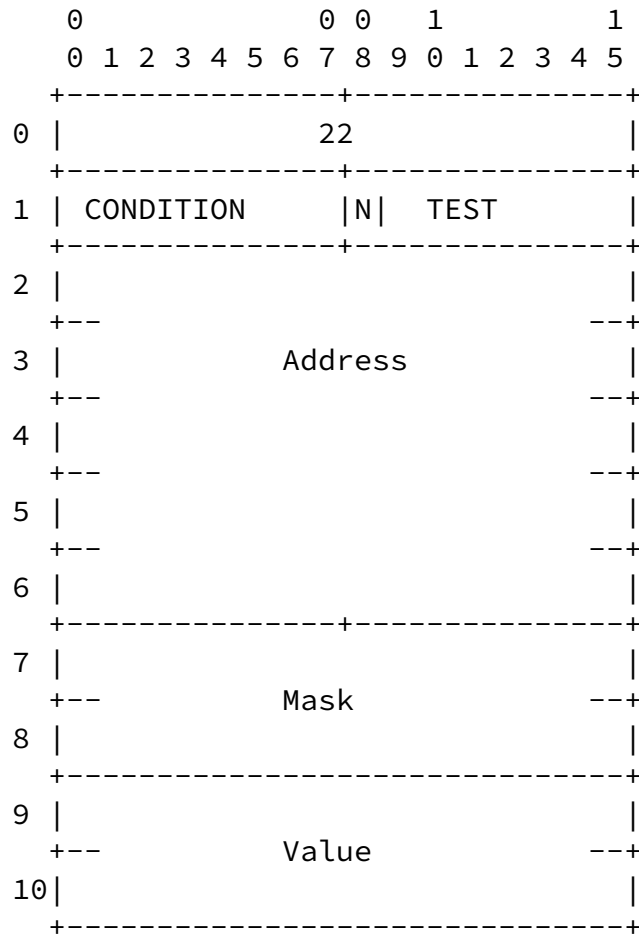 0             0 0   1         1
     0 1 2 3 4 5 6 7 8 9 0 1 2 3 4 5
    +---------------+---------------+
 0  |              22               |
    +---------------+---------------+
 1  | CONDITION     |N|  TEST       |
    +---------------+---------------+
 2  |                               |
    +--                           --+
 3  |            Address            |
    +--                           --+
 4  |                               |
    +--                           --+
 5  |                               |
    +--                           --+
 6  |                               |
    +---------------+---------------+
 7  |                               |
    +--          Mask             --+
 8  |                               |
    +-------------------------------+
 9  |                               |
    +--          Value            --+
 10|                               |
    +-------------------------------+